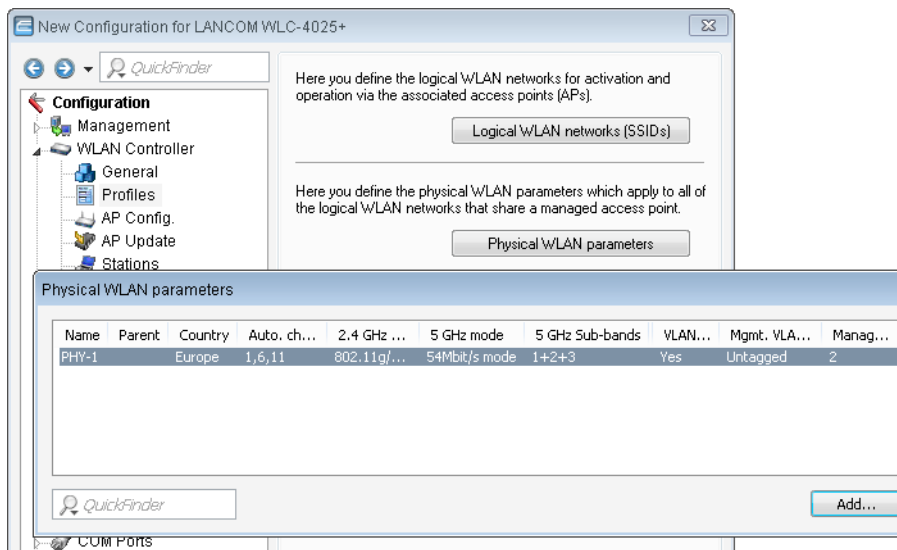 New Configuration for LANCOM WLC-4025+
QuickFinder
Configuration
Management
WLAN Controller
General
Profiles
AP Config.
AP Update
Stations
Here you define the logical WLAN networks for activation and
operation via the associated access points (APs).
Logical WLAN networks (SSIDs)
Here you define the physical WLAN parameters which apply to all of
the logical WLAN networks that share a managed access point.
Physical WLAN parameters
Physical WLAN parameters
Name Parent Country Auto. ch... 2.4 GHz ... 5 GHz mode 5 GHz Sub-bands VLAN... Mgmt. VLA... Manag...
PHY-1 Europe 1,6,11 802.11g/... 54Mbit/s mode 1+2+3 Yes Untagged 2
QuickFinder
Add...
COM Ports